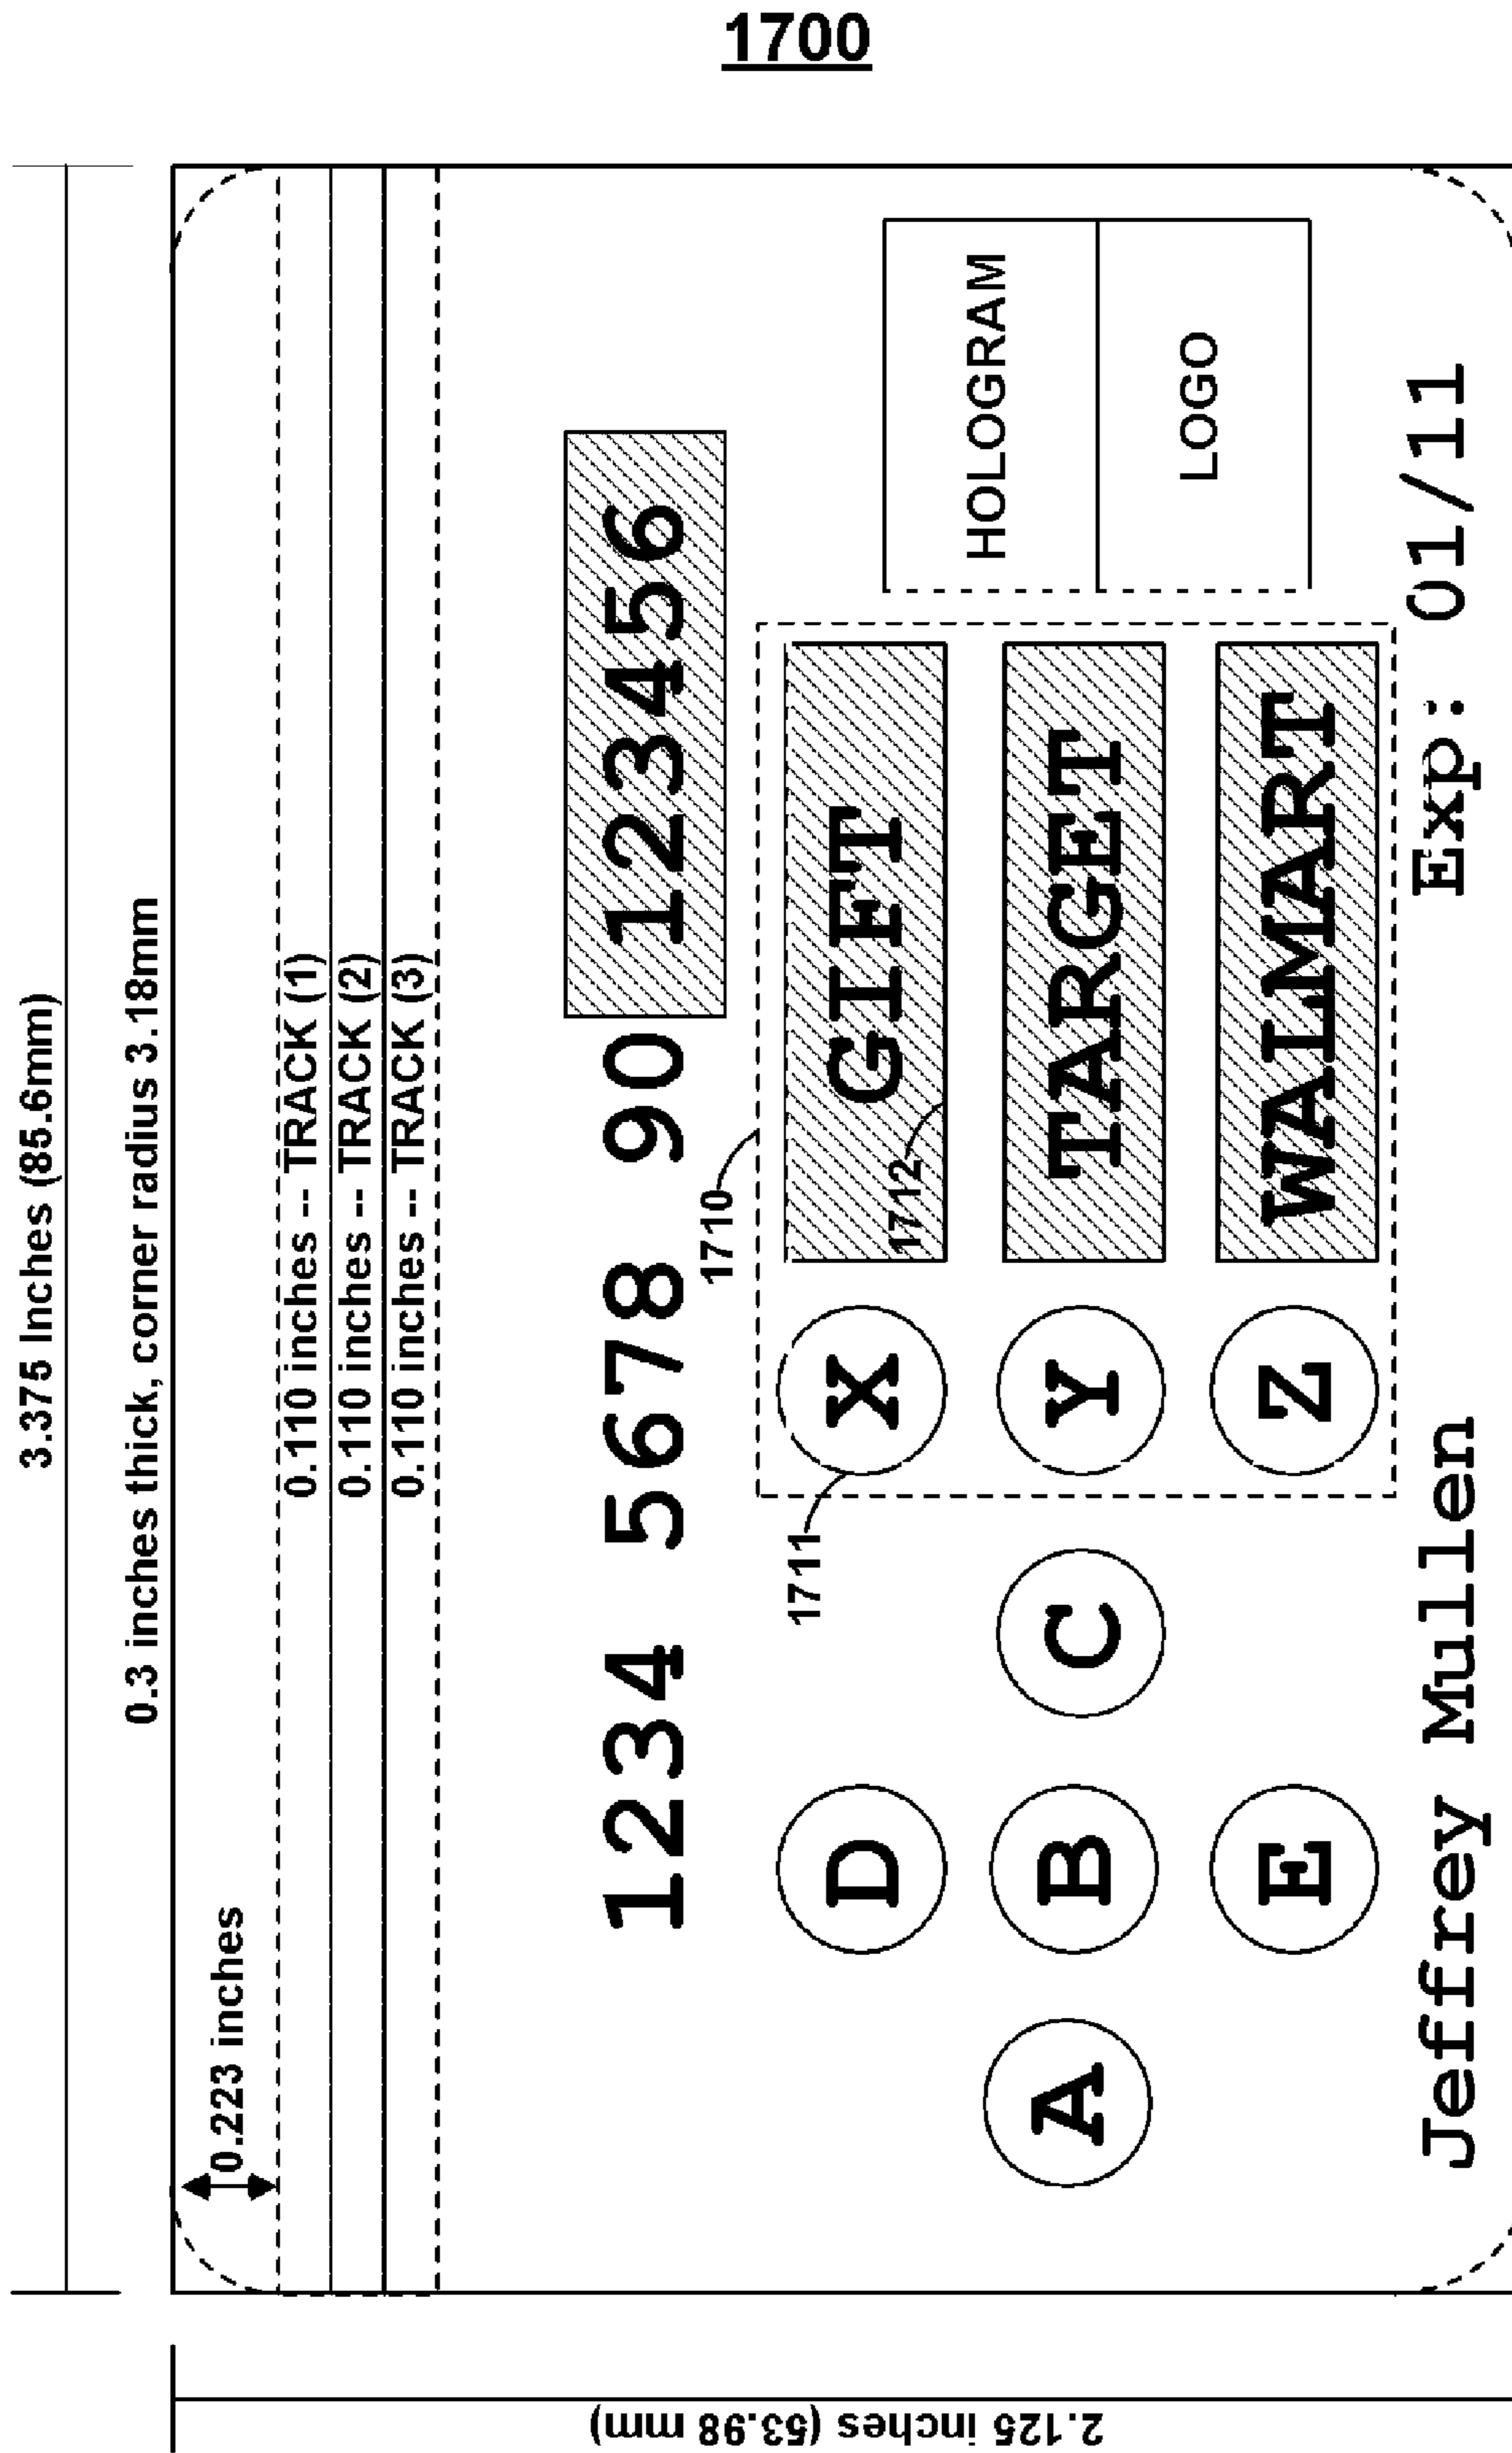 1700
3.375 Inches (85.6mm)
0.3 inches thick, corner radius 3.18mm
0.223 inches
0.110 inches -- TRACK (1)
0.110 inches -- TRACK (2)
0.110 inches -- TRACK (3)
2.125 inches (53.98 mm)
1234 5678 90 123456
1710
1711
1712
D
X
GIFT
A
B
C
Y
TARGET
E
Z
WALMART
HOLOGRAM
LOGO
Jeffrey Mullen
Exp: 01/11